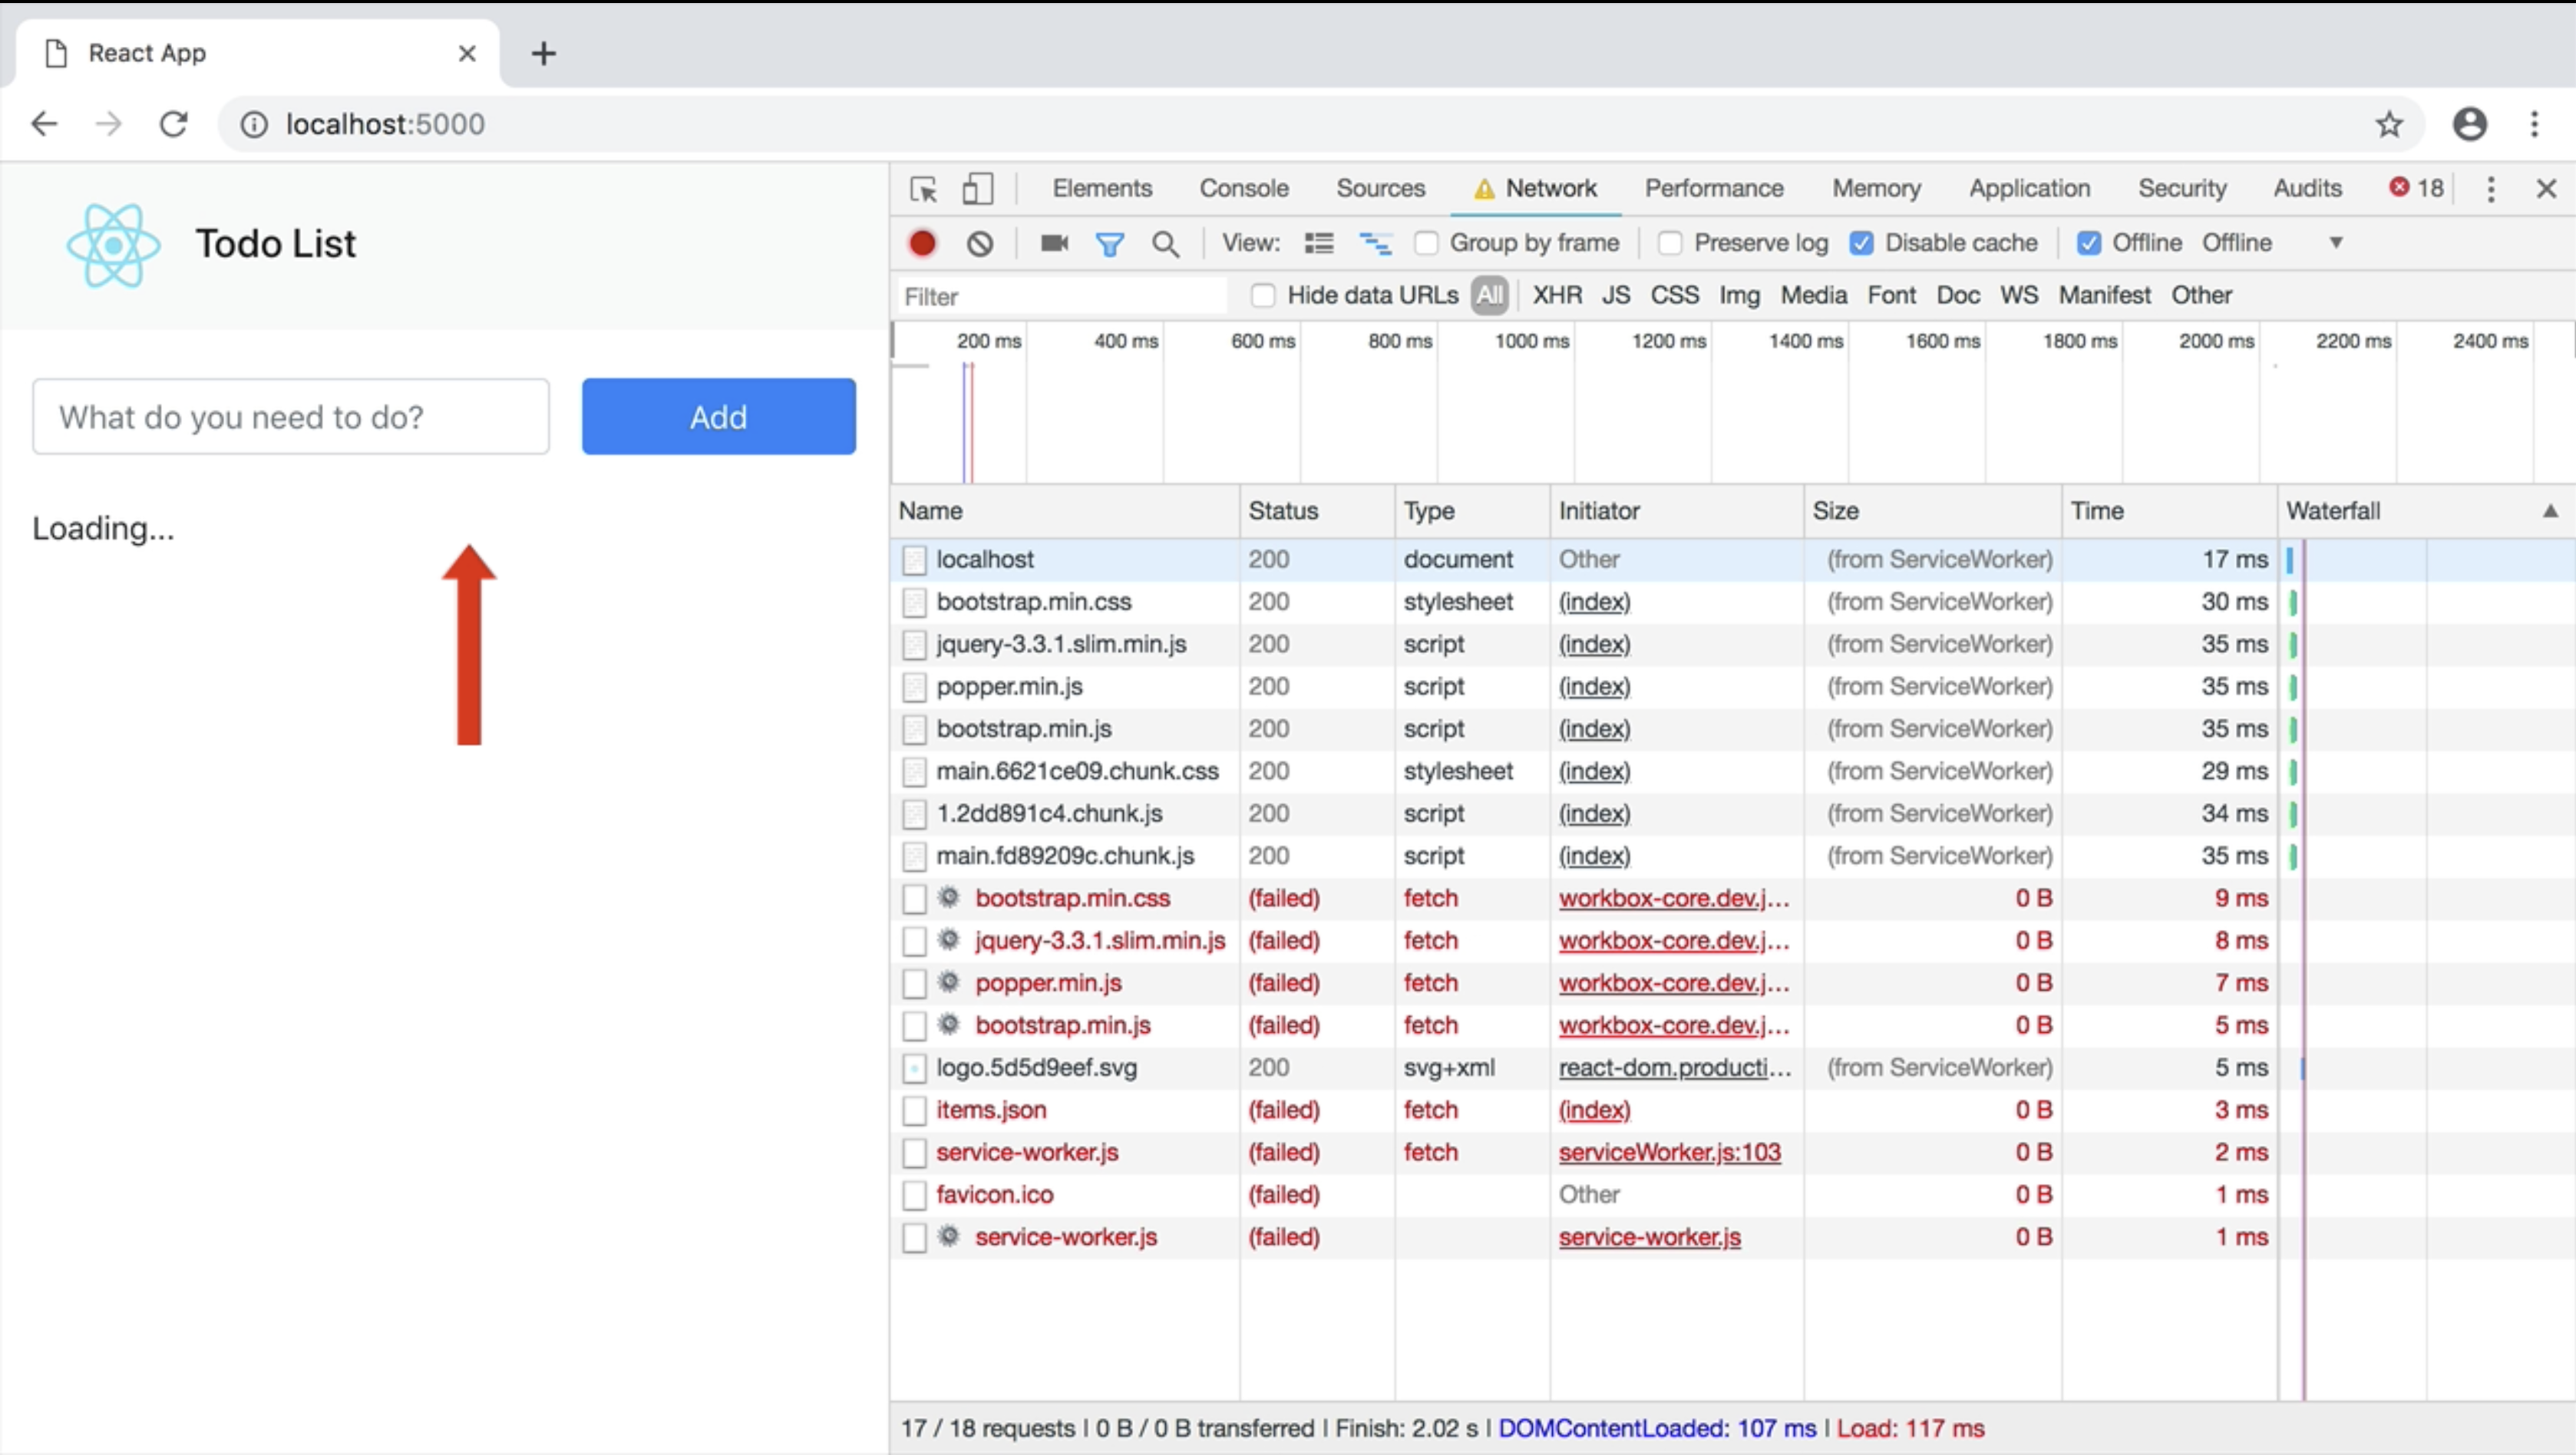 React App
localhost:5000
Todo List
What do you need to do?
Add
Loading...
Elements Console Sources Network Performance Memory Application Security Audits 18
View: Group by frame Preserve log Disable cache Offline Offline
Filter Hide data URLs All XHR JS CSS Img Media Font Doc WS Manifest Other
200 ms 400 ms 600 ms 800 ms 1000 ms 1200 ms 1400 ms 1600 ms 1800 ms 2000 ms 2200 ms 2400 ms
Name Status Type Initiator Size Time Waterfall
localhost 200 document Other (from ServiceWorker) 17 ms
bootstrap.min.css 200 stylesheet (index) (from ServiceWorker) 30 ms
jquery-3.3.1.slim.min.js 200 script (index) (from ServiceWorker) 35 ms
popper.min.js 200 script (index) (from ServiceWorker) 35 ms
bootstrap.min.js 200 script (index) (from ServiceWorker) 35 ms
main.6621ce09.chunk.css 200 stylesheet (index) (from ServiceWorker) 29 ms
1.2dd891c4.chunk.js 200 script (index) (from ServiceWorker) 34 ms
main.fd89209c.chunk.js 200 script (index) (from ServiceWorker) 35 ms
bootstrap.min.css (failed) fetch workbox-core.dev.j... 0 B 9 ms
jquery-3.3.1.slim.min.js (failed) fetch workbox-core.dev.j... 0 B 8 ms
popper.min.js (failed) fetch workbox-core.dev.j... 0 B 7 ms
bootstrap.min.js (failed) fetch workbox-core.dev.j... 0 B 5 ms
logo.5d5d9eef.svg 200 svg+xml react-dom.producti... (from ServiceWorker) 5 ms
items.json (failed) fetch (index) 0 B 3 ms
service-worker.js (failed) fetch serviceWorker.js:103 0 B 2 ms
favicon.ico (failed) Other 0 B 1 ms
service-worker.js (failed) service-worker.js 0 B 1 ms
17 / 18 requests | 0 B / 0 B transferred | Finish: 2.02 s | DOMContentLoaded: 107 ms | Load: 117 ms